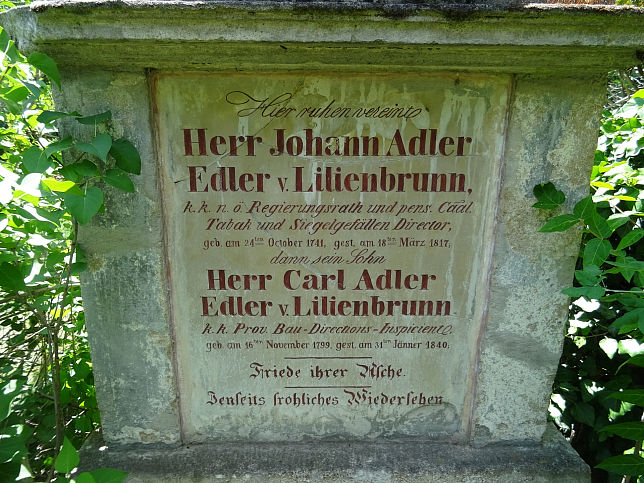 Hier ruhen vereint
Herr Johann Adler
Edler v. Lilienbrunn,
k. k. n. ö. Regierungsrath und pens. Cāal.
Tabak und Siegelgefällen Director,
geb. am 24ten October 1741, gest. am 18ten März 1817;
dann sein Sohn
Herr Carl Adler
Edler v. Lilienbrunn
k. k. Prov. Bau-Directions-Inspicient
geb. am 16ten November 1799, gest. am 31ten Jänner 1840;
Friede ihrer Asche.
Jenseits frohliches Wiedersehen